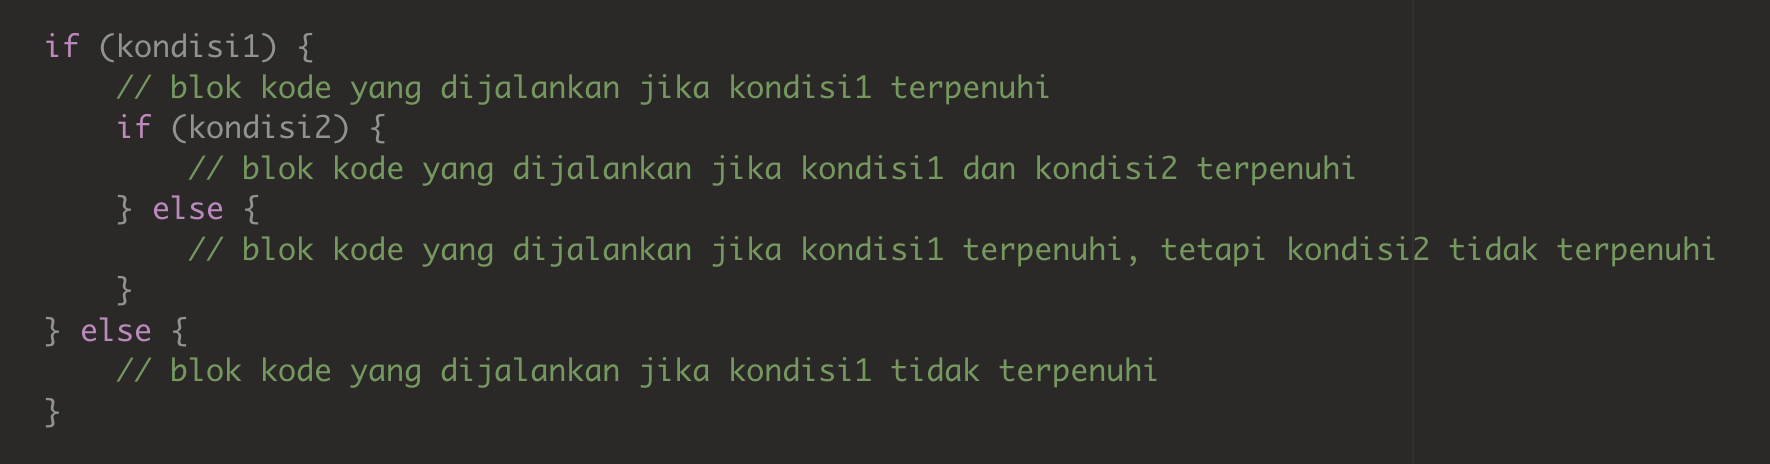 if (kondisi1) {
    // blok kode yang dijalankan jika kondisi1 terpenuhi
    if (kondisi2) {
        // blok kode yang dijalankan jika kondisi1 dan kondisi2 terpenuhi
    } else {
        // blok kode yang dijalankan jika kondisi1 terpenuhi, tetapi kondisi2 tidak terpenuhi
    }
} else {
    // blok kode yang dijalankan jika kondisi1 tidak terpenuhi
}